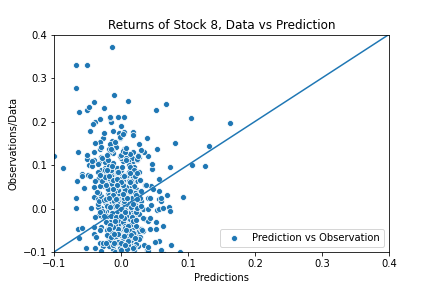 Returns of Stock 8, Data vs Prediction
0.4
0.3
0.2
0.1
0.0
−0.1
Observations/Data
Prediction vs Observation
−0.1 0.0 0.1 0.2 0.3 0.4
Predictions